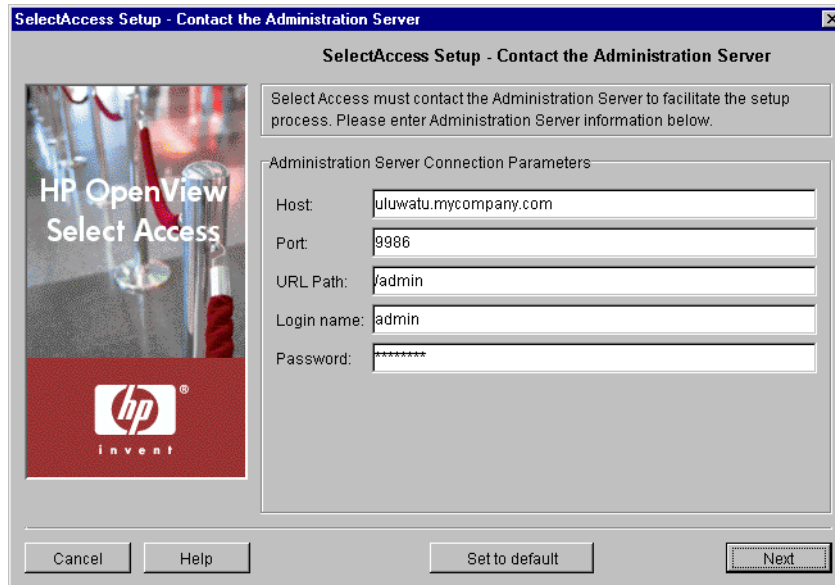 SelectAccess Setup - Contact the Administration Server
SelectAccess Setup - Contact the Administration Server
Select Access must contact the Administration Server to facilitate the setup
process. Please enter Administration Server information below.
HP OpenView
Select Access
hp®
invent
Administration Server Connection Parameters
Host: uluwatu.mycompany.com
Port: 9986
URL Path: /admin
Login name: admin
Password: ********
Cancel Help Set to default Next